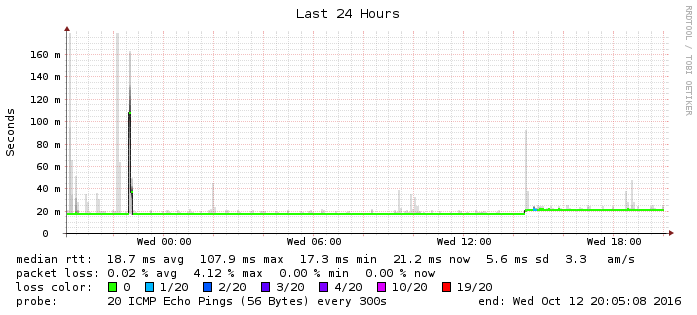 Last 24 Hours
RRDTOOL / TOBI OETIKER
Seconds
160 m
140 m
120 m
100 m
80 m
60 m
40 m
20 m
0
Wed 00:00 Wed 06:00 Wed 12:00 Wed 18:00
median rtt: 18.7 ms avg 107.9 ms max 17.3 ms min 21.2 ms now 5.6 ms sd 3.3 am/s
packet loss: 0.02 % avg 4.12 % max 0.00 % min 0.00 % now
loss color: 0 1/20 2/20 3/20 4/20 10/20 19/20
probe: 20 ICMP Echo Pings (56 Bytes) every 300s end: Wed Oct 12 20:05:08 2016